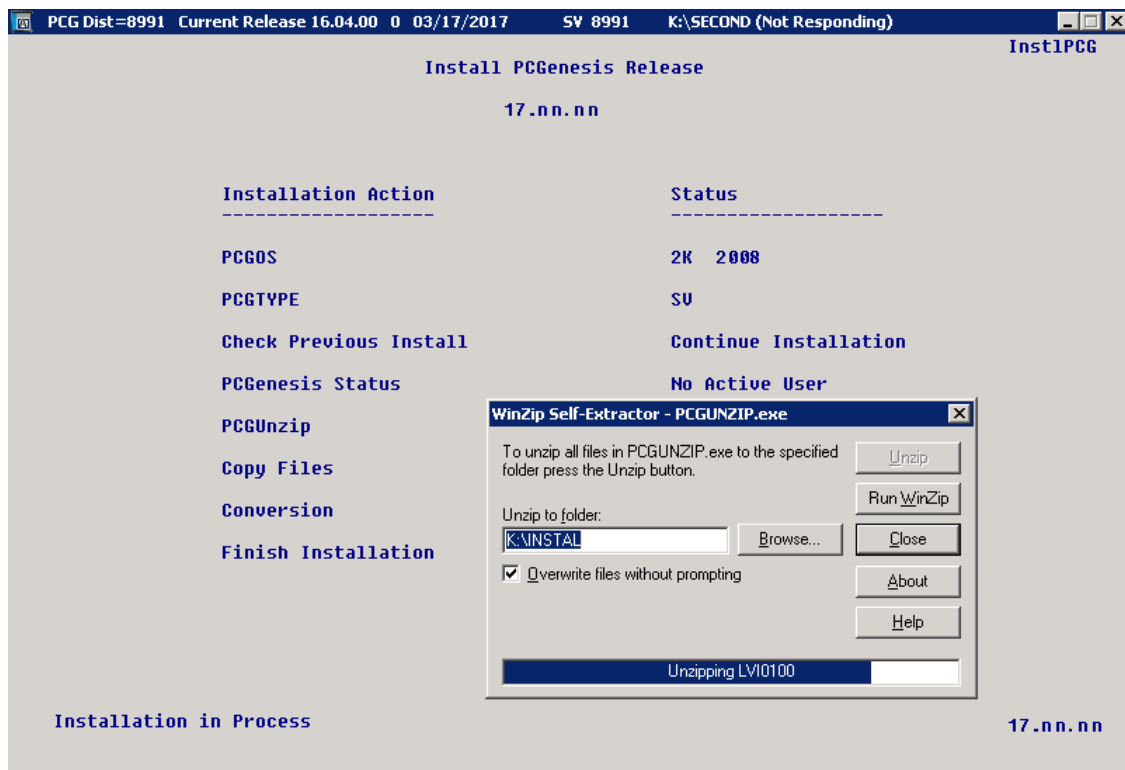 PCG Dist=8991 Current Release 16.04.00 0 03/17/2017 SV 8991 K:\SECOND (Not Responding)
InstlPCG
Install PCGenesis Release
17.nn.nn
Installation Action Status
------------------- -------------------
PCGOS 2K 2008
PCGTYPE SV
Check Previous Install Continue Installation
PCGenesis Status No Active User
PCGUnzip
Copy Files
Conversion
Finish Installation
WinZip Self-Extractor - PCGUNZIP.exe
To unzip all files in PCGUNZIP.exe to the specified
folder press the Unzip button.
Unzip
Run WinZip
Unzip to folder:
K:\INSTAL Browse... Close
Overwrite files without prompting
About
Help
Unzipping LVI0100
Installation in Process 17.nn.nn